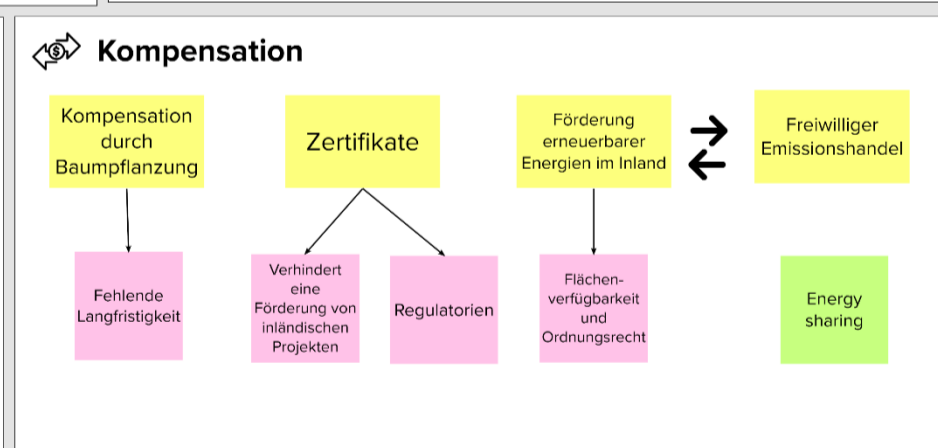 Kompensation
Kompensation
durch
Baumpflanzung
Zertifikate
Förderung
erneuerbarer
Energien im Inland
Freiwilliger
Emissionshandel
Fehlende
Langfristigkeit
Verhindert
eine
Förderung von
inländischen
Projekten
Regulatorien
Flächen-
verfügbarkeit
und
Ordnungsrecht
Energy
sharing